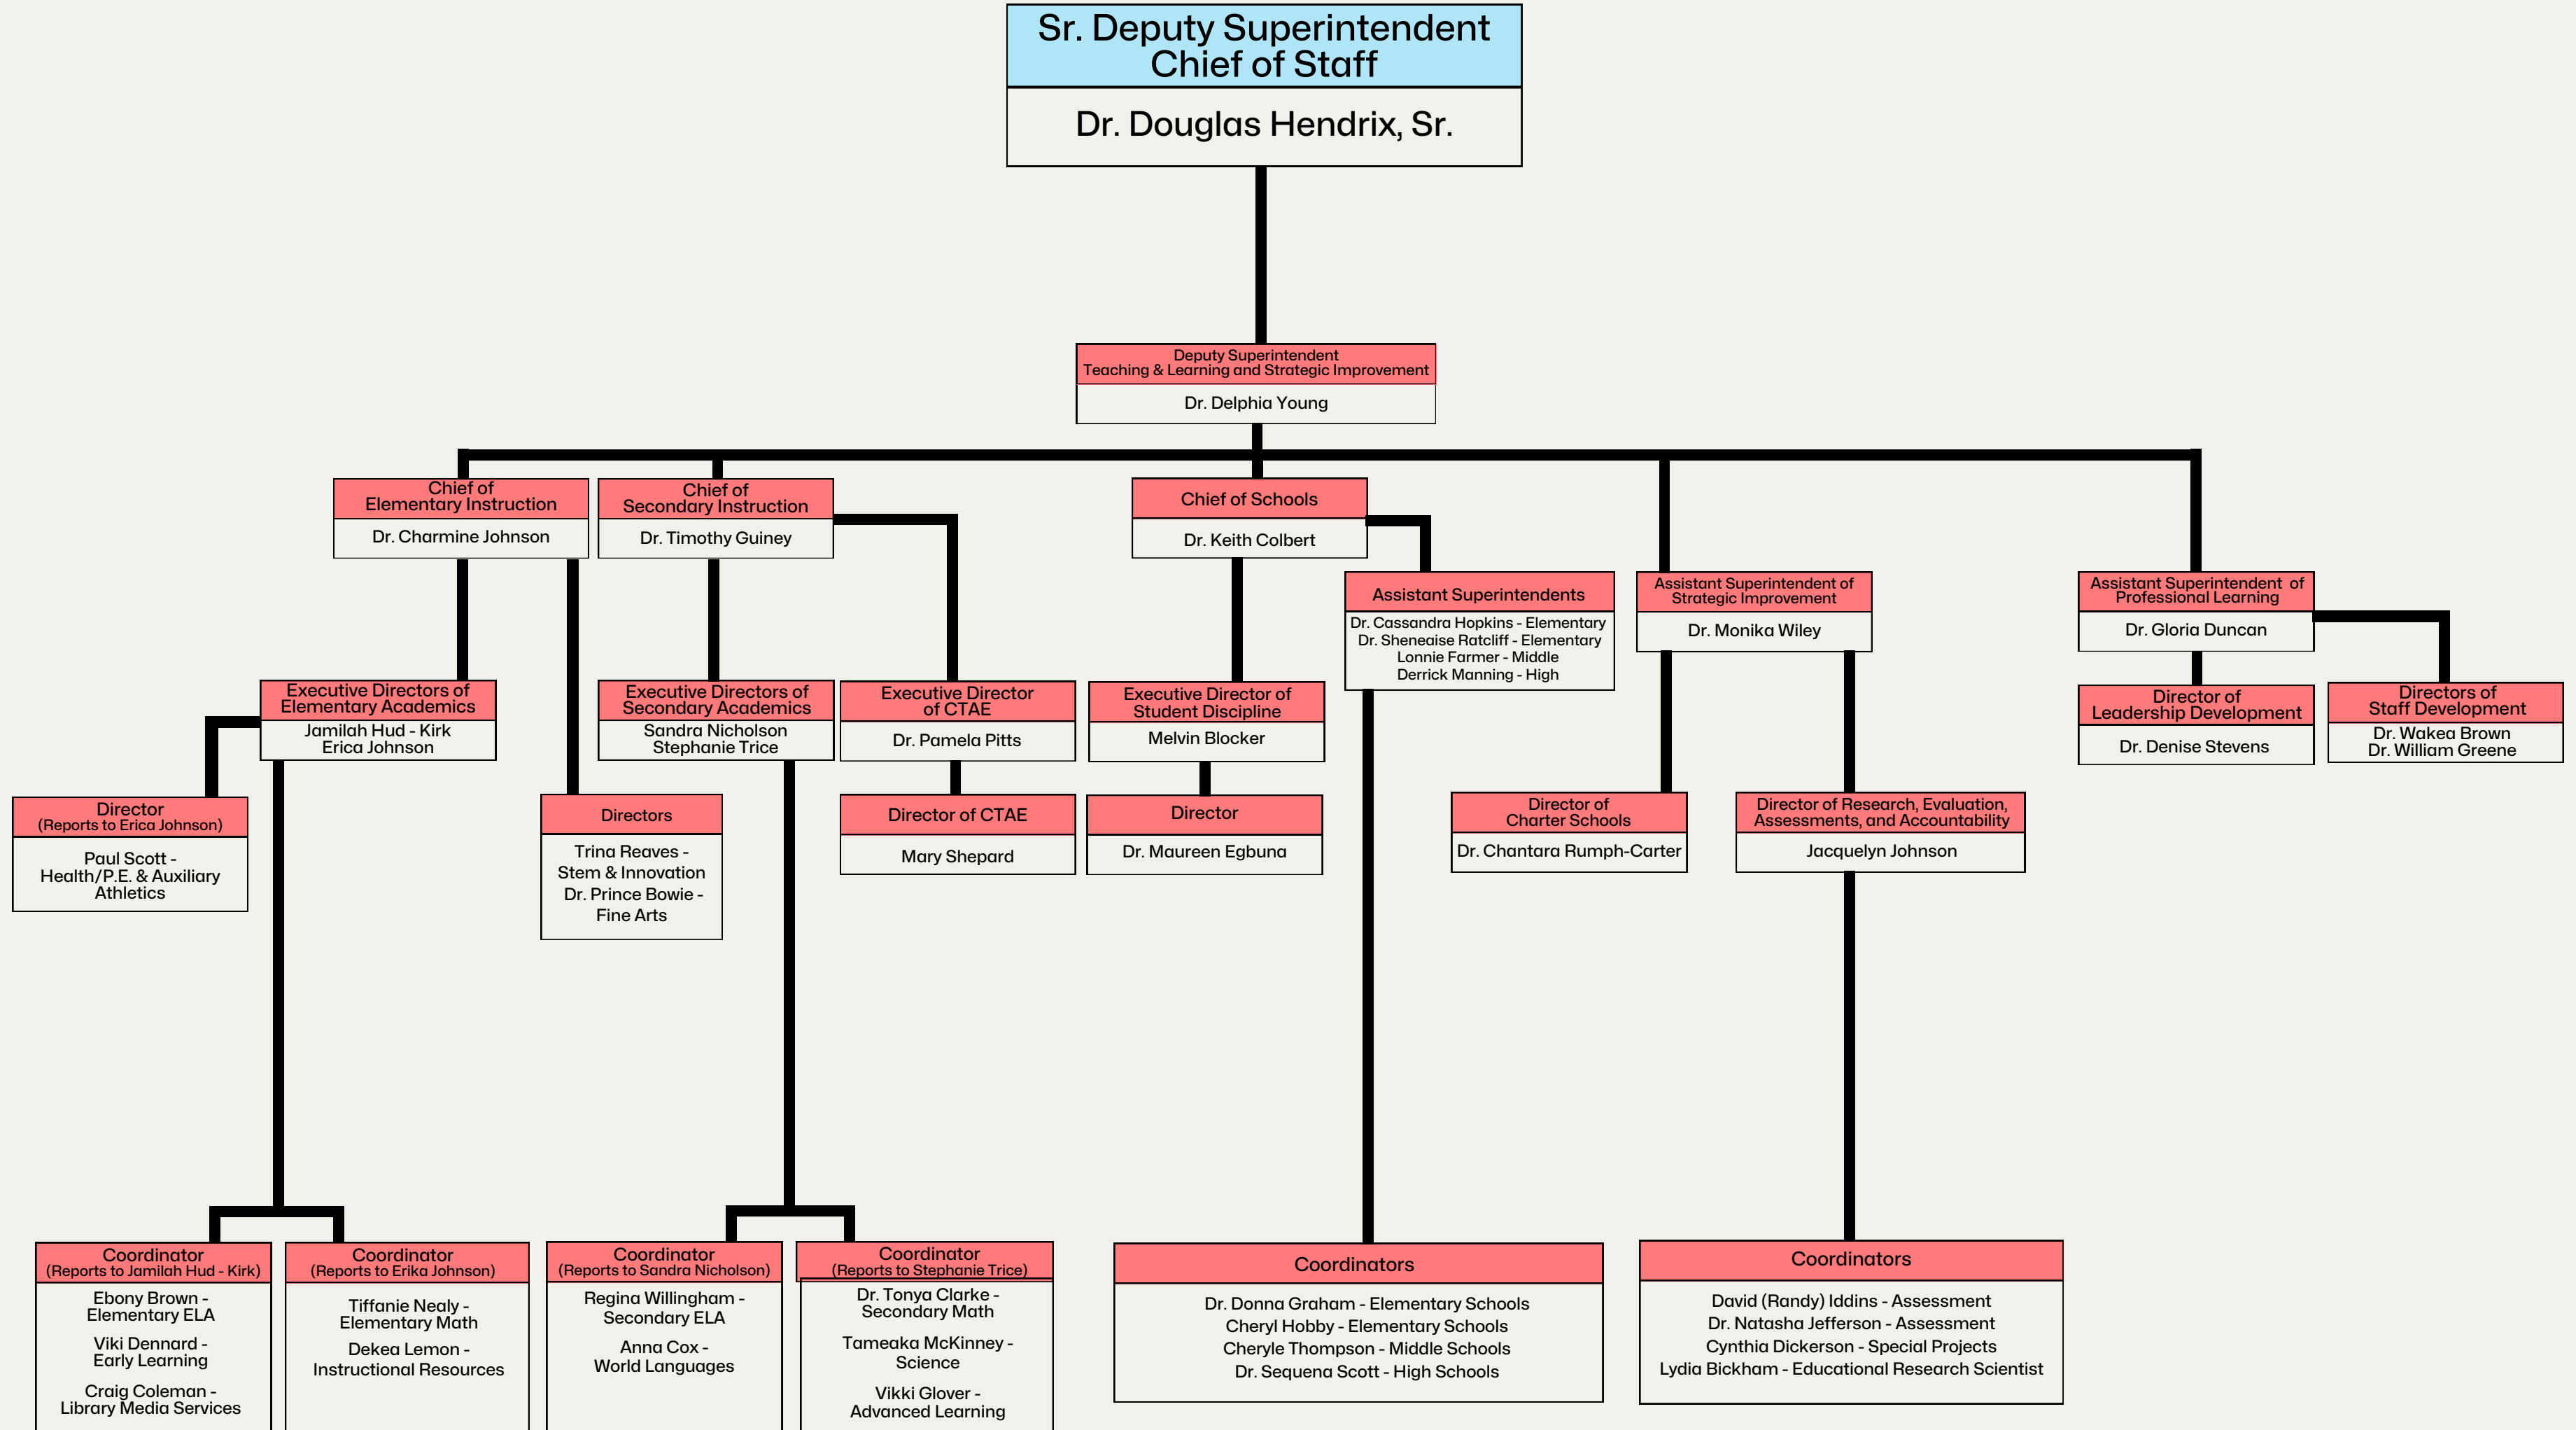 Sr. Deputy Superintendent
Chief of Staff
Dr. Douglas Hendrix, Sr.
Deputy Superintendent
Teaching & Learning and Strategic Improvement
Dr. Delphia Young
Chief of
Elementary Instruction
Dr. Charmine Johnson
Chief of
Secondary Instruction
Dr. Timothy Guiney
Chief of Schools
Dr. Keith Colbert
Assistant Superintendents
Dr. Cassandra Hopkins - Elementary
Dr. Sheneaise Ratcliff - Elementary
Lonnie Farmer - Middle
Derrick Manning - High
Assistant Superintendent of
Strategic Improvement
Dr. Monika Wiley
Assistant Superintendent of
Professional Learning
Dr. Gloria Duncan
Executive Directors of
Elementary Academics
Jamilah Hud - Kirk
Erica Johnson
Executive Directors of
Secondary Academics
Sandra Nicholson
Stephanie Trice
Executive Director
of CTAE
Dr. Pamela Pitts
Executive Director of
Student Discipline
Melvin Blocker
Director of
Leadership Development
Dr. Denise Stevens
Directors of
Staff Development
Dr. Wakea Brown
Dr. William Greene
Director
(Reports to Erica Johnson)
Paul Scott -
Health/P.E. & Auxiliary
Athletics
Directors
Trina Reaves -
Stem & Innovation
Dr. Prince Bowie -
Fine Arts
Director of CTAE
Mary Shepard
Director
Dr. Maureen Egbuna
Director of
Charter Schools
Dr. Chantara Rumph-Carter
Director of Research, Evaluation,
Assessments, and Accountability
Jacquelyn Johnson
Coordinator
(Reports to Jamilah Hud - Kirk)
Ebony Brown -
Elementary ELA
Viki Dennard -
Early Learning
Craig Coleman -
Library Media Services
Coordinator
(Reports to Erika Johnson)
Tiffanie Nealy -
Elementary Math
Dekea Lemon -
Instructional Resources
Coordinator
(Reports to Sandra Nicholson)
Regina Willingham -
Secondary ELA
Anna Cox -
World Languages
Coordinator
(Reports to Stephanie Trice)
Dr. Tonya Clarke -
Secondary Math
Tameaka McKinney -
Science
Vikki Glover -
Advanced Learning
Coordinators
Dr. Donna Graham - Elementary Schools
Cheryl Hobby - Elementary Schools
Cheryle Thompson - Middle Schools
Dr. Sequena Scott - High Schools
Coordinators
David (Randy) Iddins - Assessment
Dr. Natasha Jefferson - Assessment
Cynthia Dickerson - Special Projects
Lydia Bickham - Educational Research Scientist